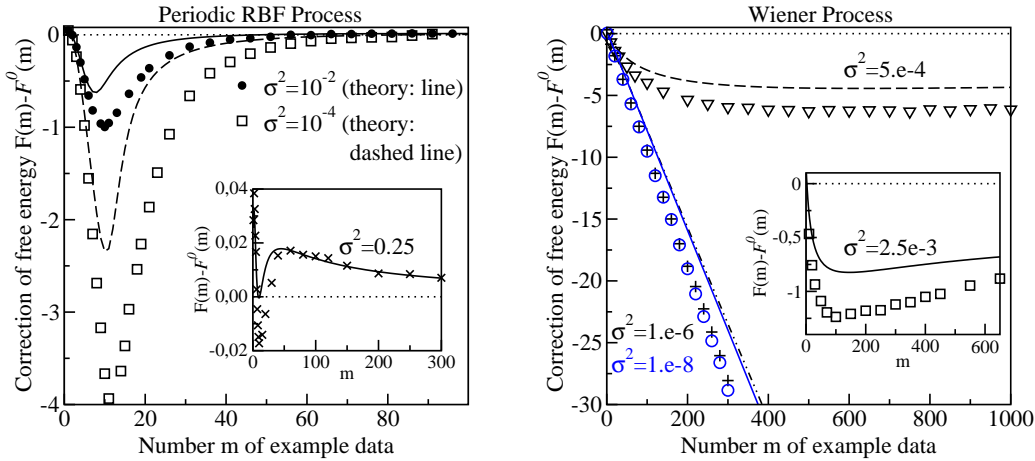 Periodic RBF Process
Correction of free energy F(m)-F⁰(m)
0
-1
-2
-3
-4
σ²=10⁻² (theory: line)
σ²=10⁻⁴ (theory:
dashed line)
F(m)-F⁰(m)
0,04
0,02
0,00
-0,02
σ²=0.25
0
100
200
300
m
0
20
40
60
80
Number m of example data
Wiener Process
Correction of free energy F(m)-F⁰(m)
0
-5
-10
-15
-20
-25
-30
σ²=5.e-4
F(m)-F⁰(m)
0
-0,5
-1
σ²=2.5e-3
0
200
400
600
m
σ²=1.e-6
σ²=1.e-8
0
200
400
600
800
1000
Number m of example data